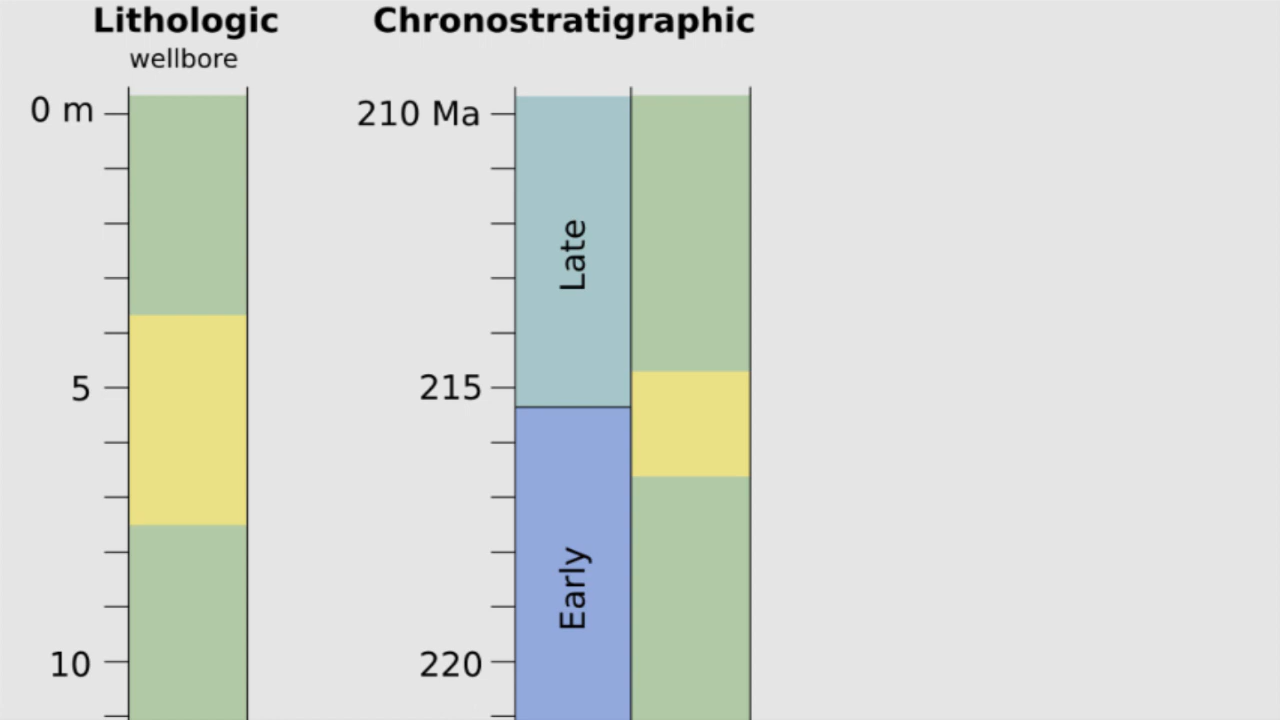 Lithologic
wellbore
0 m
5
10
Chronostratigraphic
210 Ma
215
220
Late
Early